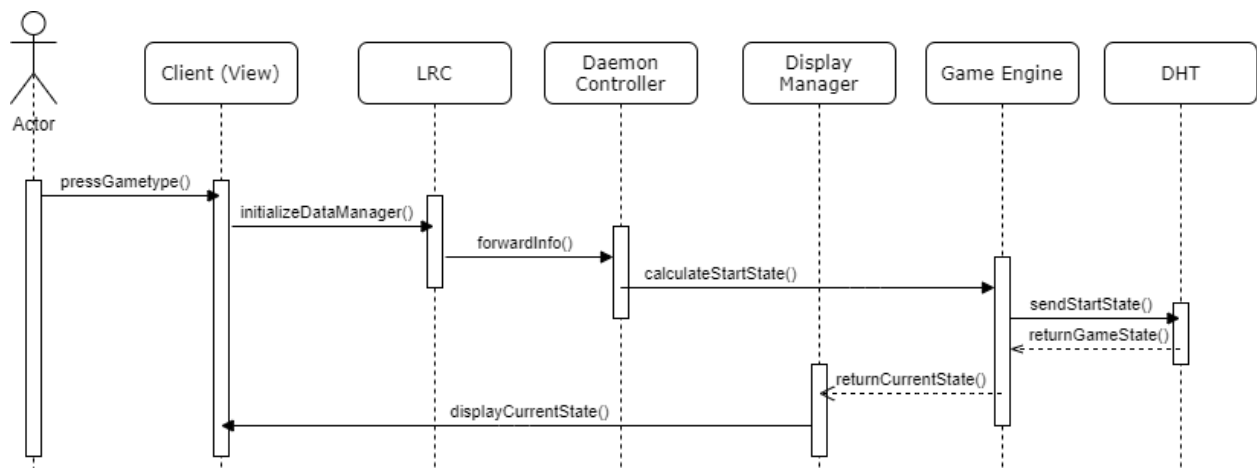 Actor
Client (View)
LRC
Daemon
Controller
Display
Manager
Game Engine
DHT
pressGametype()
initializeDataManager()
forwardInfo()
calculateStartState()
sendStartState()
returnGameState()
returnCurrentState()
displayCurrentState()